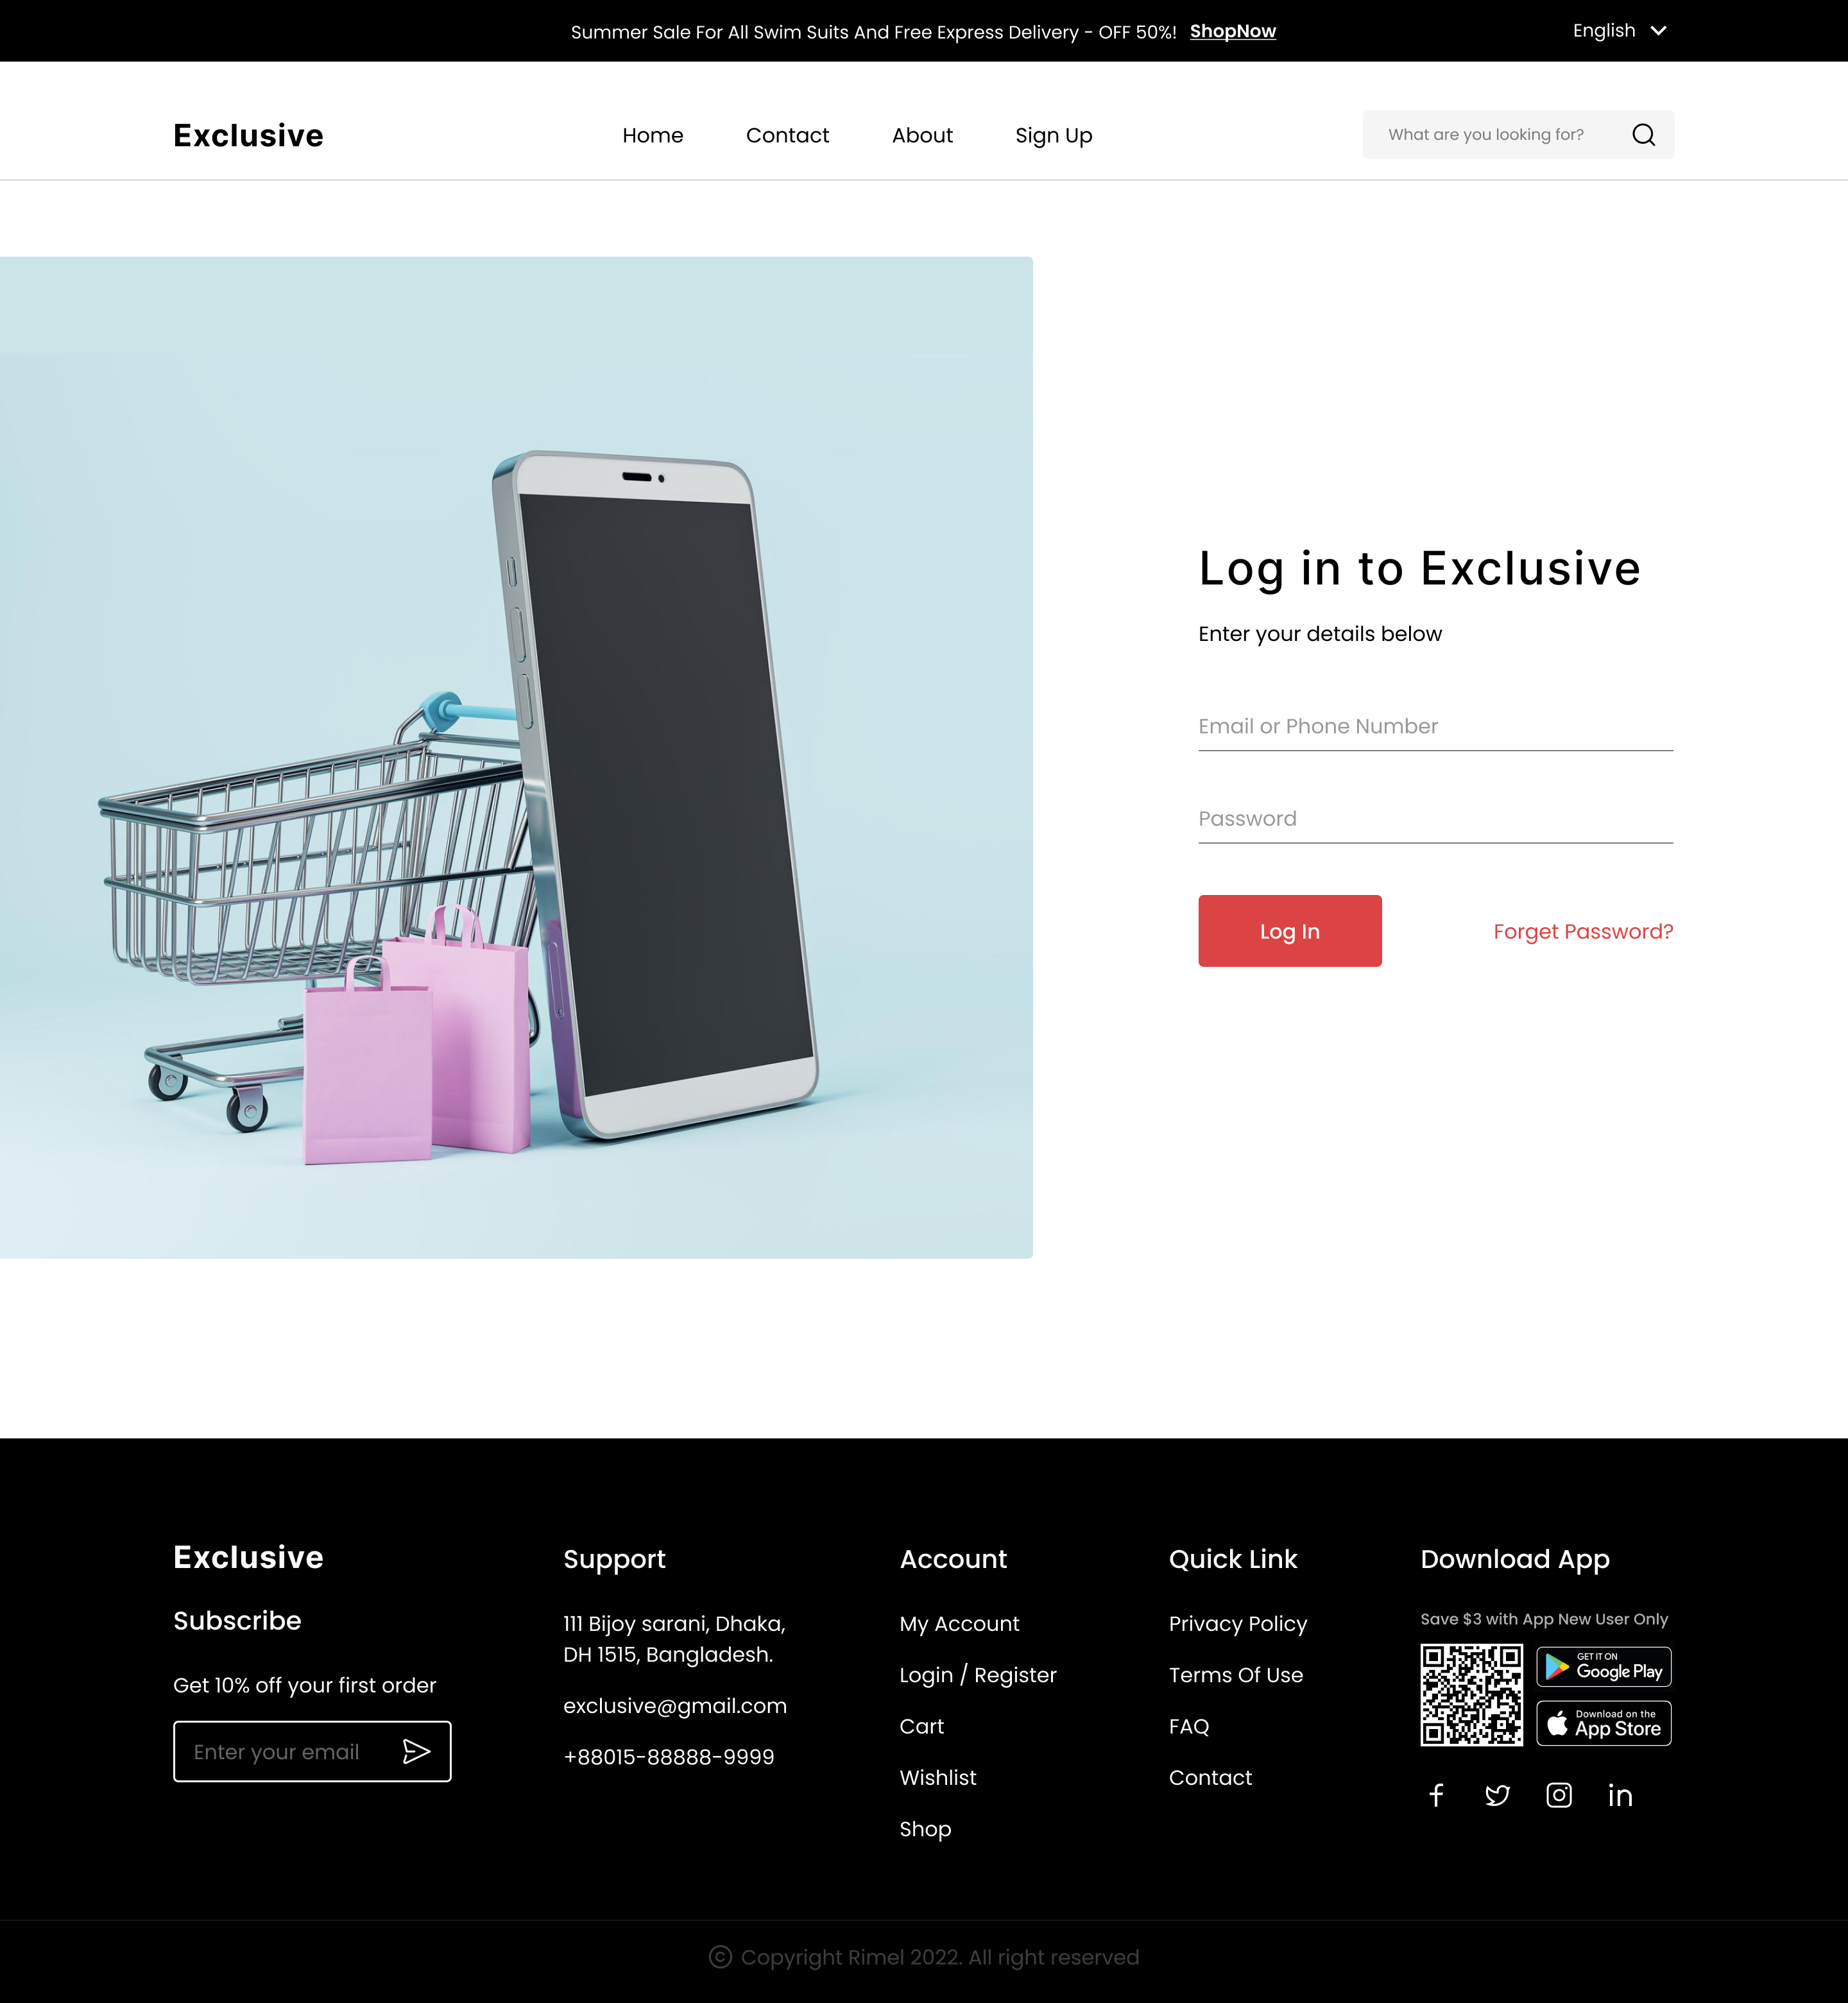 Summer Sale For All Swim Suits And Free Express Delivery - OFF 50%! ShopNow
English
Exclusive
Home
Contact
About
Sign Up
What are you looking for?
Log in to Exclusive
Enter your details below
Email or Phone Number
Password
Log In
Forget Password?
Exclusive
Subscribe
Get 10% off your first order
Enter your email
Support
111 Bijoy sarani, Dhaka,
DH 1515, Bangladesh.
exclusive@gmail.com
+88015-88888-9999
Account
My Account
Login / Register
Cart
Wishlist
Shop
Quick Link
Privacy Policy
Terms Of Use
FAQ
Contact
Download App
Save $3 with App New User Only
GET IT ON
Google Play
Download on the
App Store
© Copyright Rimel 2022. All right reserved